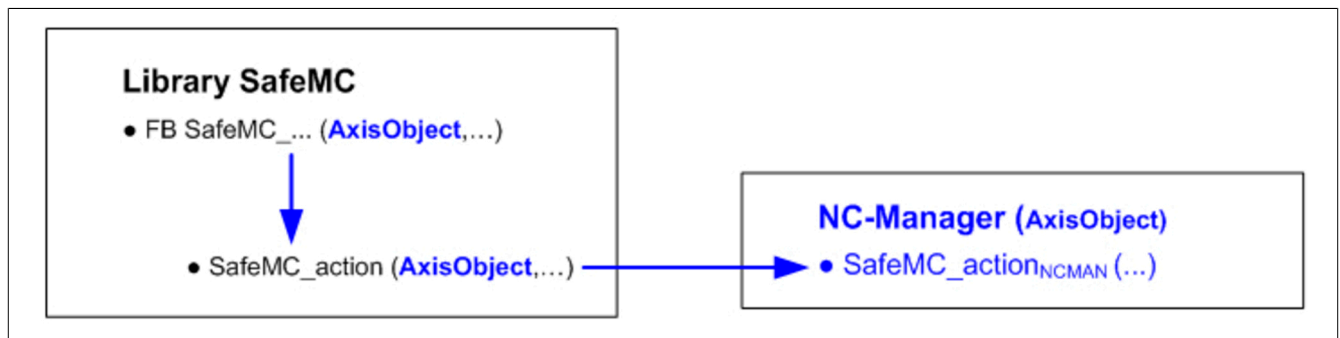 Library SafeMC
● FB SafeMC_... (AxisObject,...)
● SafeMC_action (AxisObject,...)
NC-Manager (AxisObject)
● SafeMC_actionNCMAN (...)